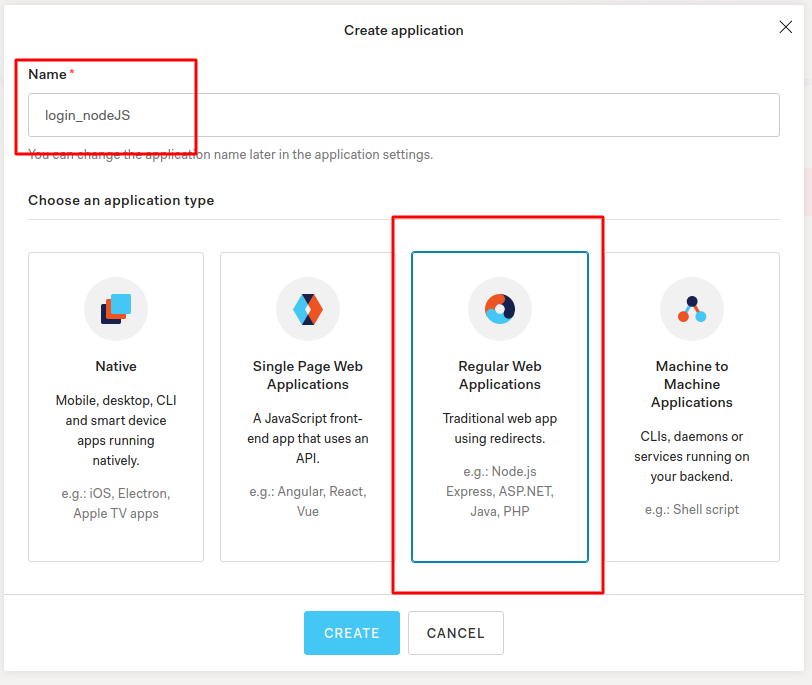 Create application
Name *
login_nodeJS
You can change the application name later in the application settings.
Choose an application type
Native
Mobile, desktop, CLI
and smart device
apps running
natively.
e.g.: iOS, Electron,
Apple TV apps
Single Page Web
Applications
A JavaScript front-
end app that uses an
API.
e.g.: Angular, React,
Vue
Regular Web
Applications
Traditional web app
using redirects.
e.g.: Node.js
Express, ASP.NET,
Java, PHP
Machine to
Machine
Applications
CLIs, daemons or
services running on
your backend.
e.g.: Shell script
CREATE
CANCEL